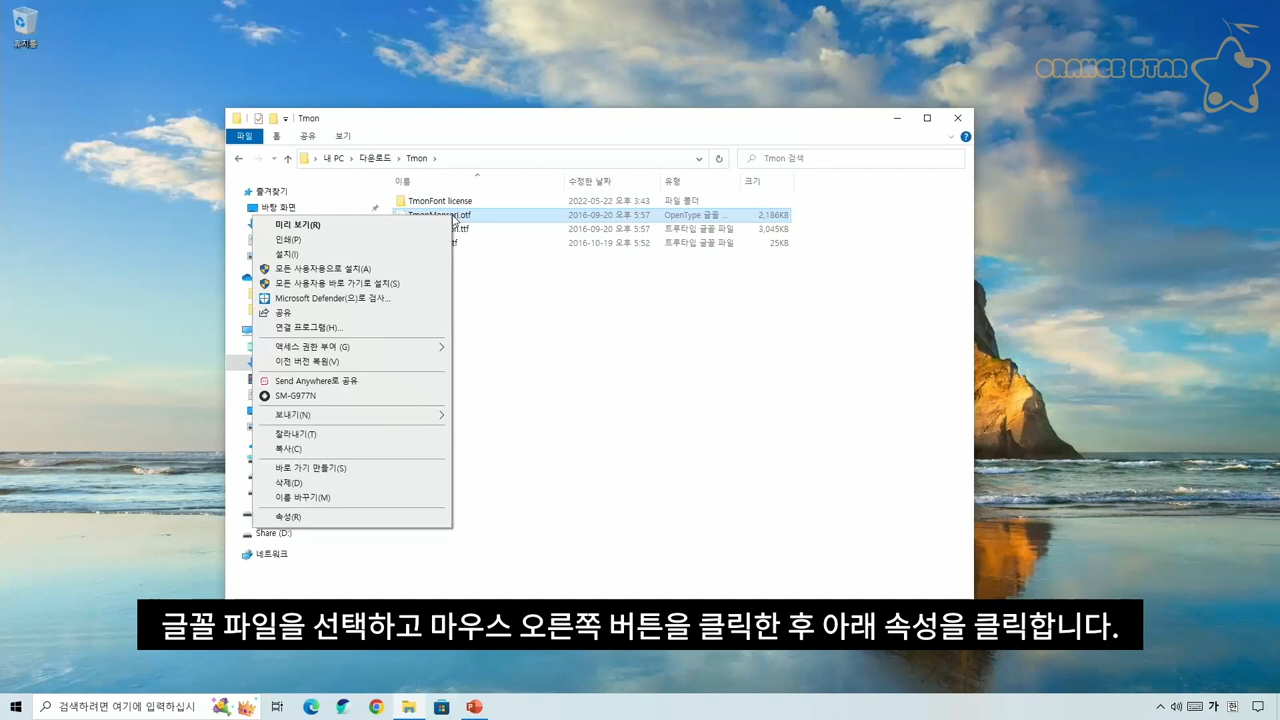 휴지통
ORANGE STAR
Tmon
파일 홈 공유 보기
내 PC 다운로드 Tmon
Tmon 검색
이름 수정한 날짜 유형 크기
즐겨찾기
바탕 화면
TmonFont license 2022-05-22 오후 3:43 파일 폴더
TmonMonsori.otf 2016-09-20 오후 5:57 OpenType 글꼴 ... 2,186KB
.ttf 2016-09-20 오후 5:57 트루타입 글꼴 파일 3,045KB
tf 2016-10-19 오후 5:52 트루타입 글꼴 파일 25KB
미리 보기(R)
인쇄(P)
설치(I)
모든 사용자용으로 설치(A)
모든 사용자용 바로 가기로 설치(S)
Microsoft Defender(으)로 검사...
공유
연결 프로그램(H)...
액세스 권한 부여 (G)
이전 버전 복원(V)
Send Anywhere로 공유
SM-G977N
보내기(N)
잘라내기(T)
복사(C)
바로 가기 만들기(S)
삭제(D)
이름 바꾸기(M)
속성(R)
Share (D:)
네트워크
글꼴 파일을 선택하고 마우스 오른쪽 버튼을 클릭한 후 아래 속성을 클릭합니다.
검색하려면 여기에 입력하십시
가